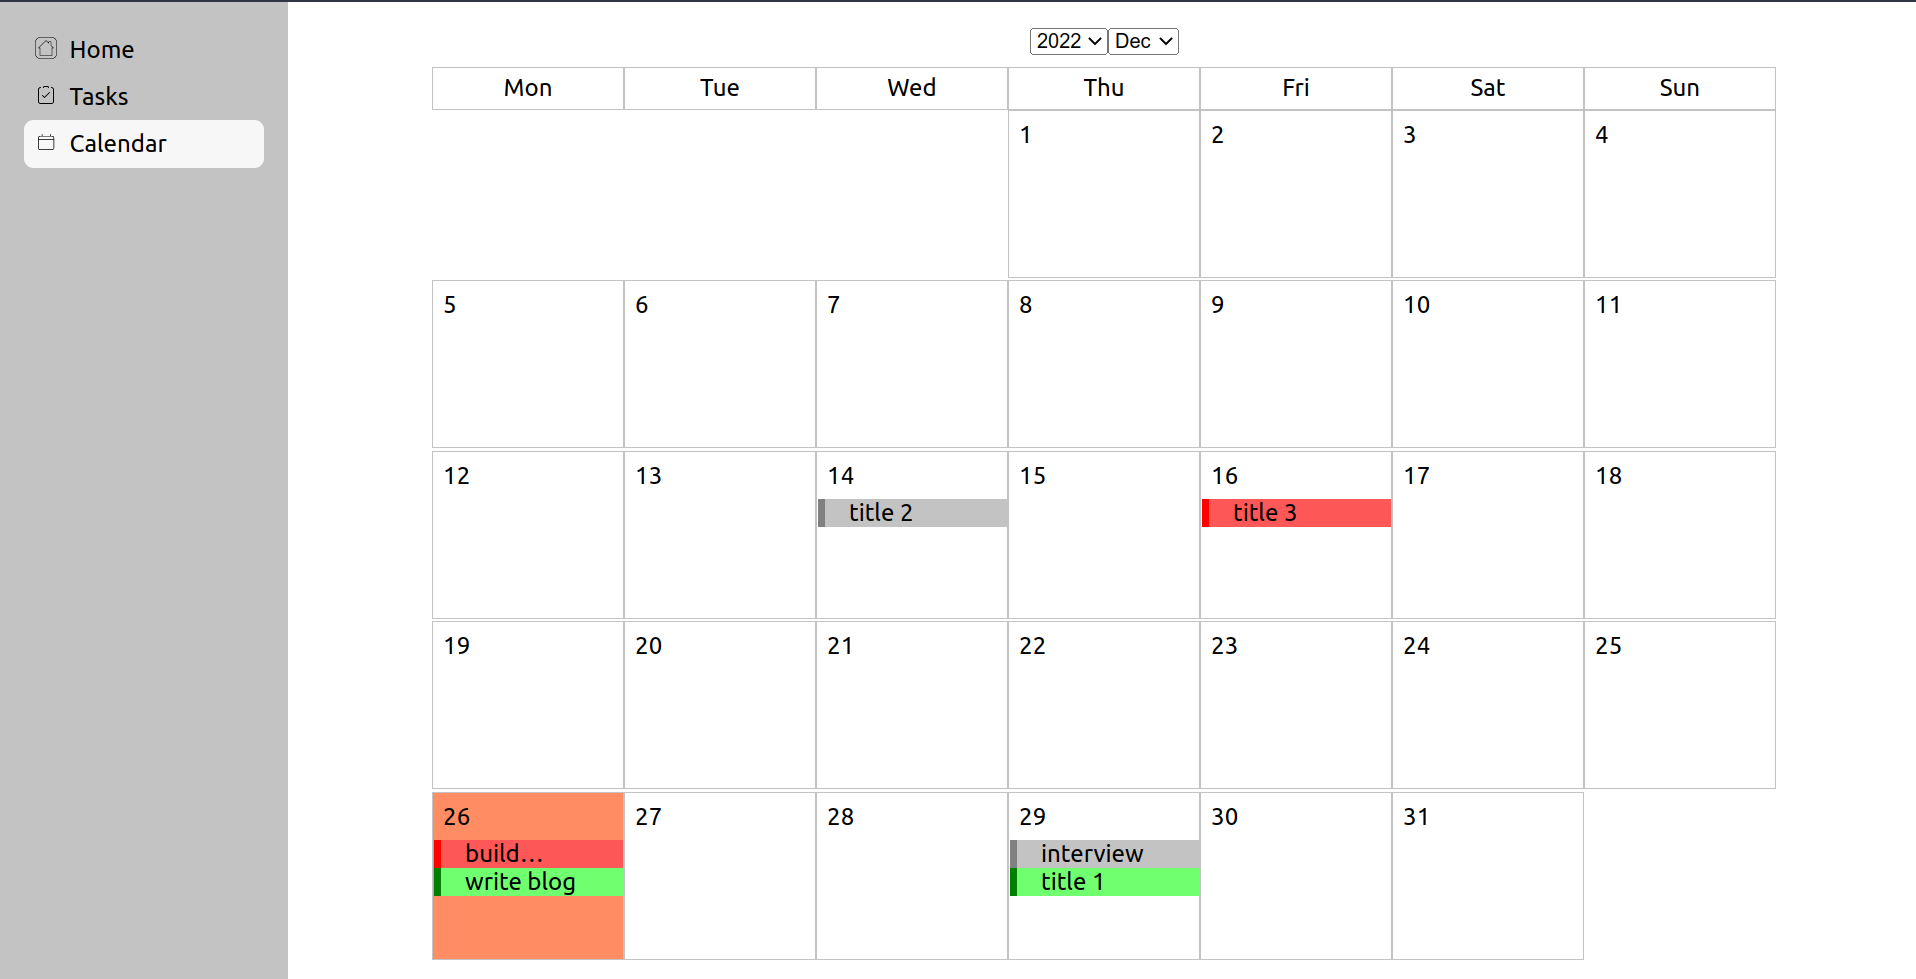 Home
Tasks
Calendar
2022 Dec
Mon Tue Wed Thu Fri Sat Sun
1 2 3 4
5 6 7 8 9 10 11
12 13 14 15 16 17 18
title 2 title 3
19 20 21 22 23 24 25
26 27 28 29 30 31
build... interview
write blog title 1